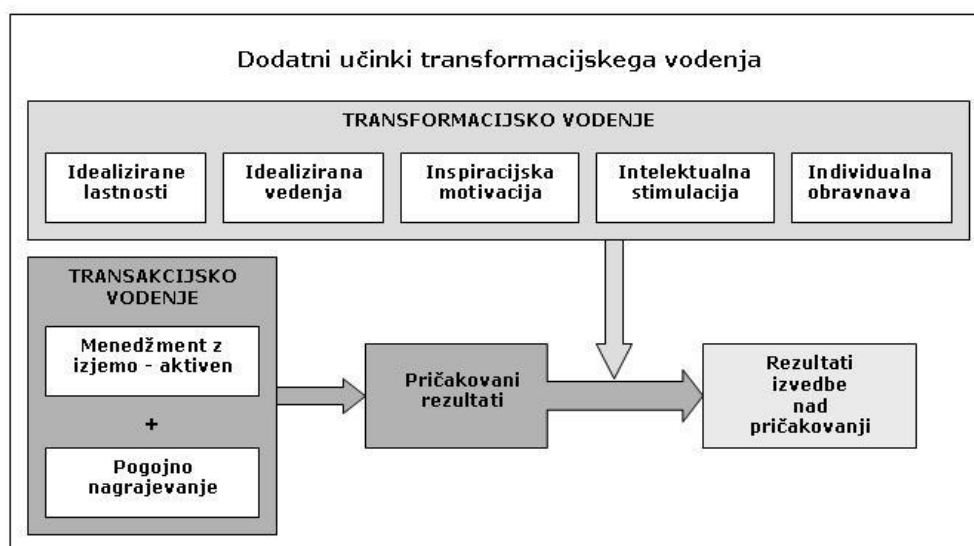 Dodatni učinki transformacijskega vodenja
TRANSFORMACIJSKO VODENJE
Idealizirane
lastnosti
Idealizirana
vedenja
Inspiracijska
motivacija
Intelektualna
stimulacija
Individualna
obravnava
TRANSAKCIJSKO
VODENJE
Menedžment z
izjemo - aktiven
+
Pogojno
nagrajevanje
Pričakovani
rezultati
Rezultati
izvedbe
nad
pričakovanji